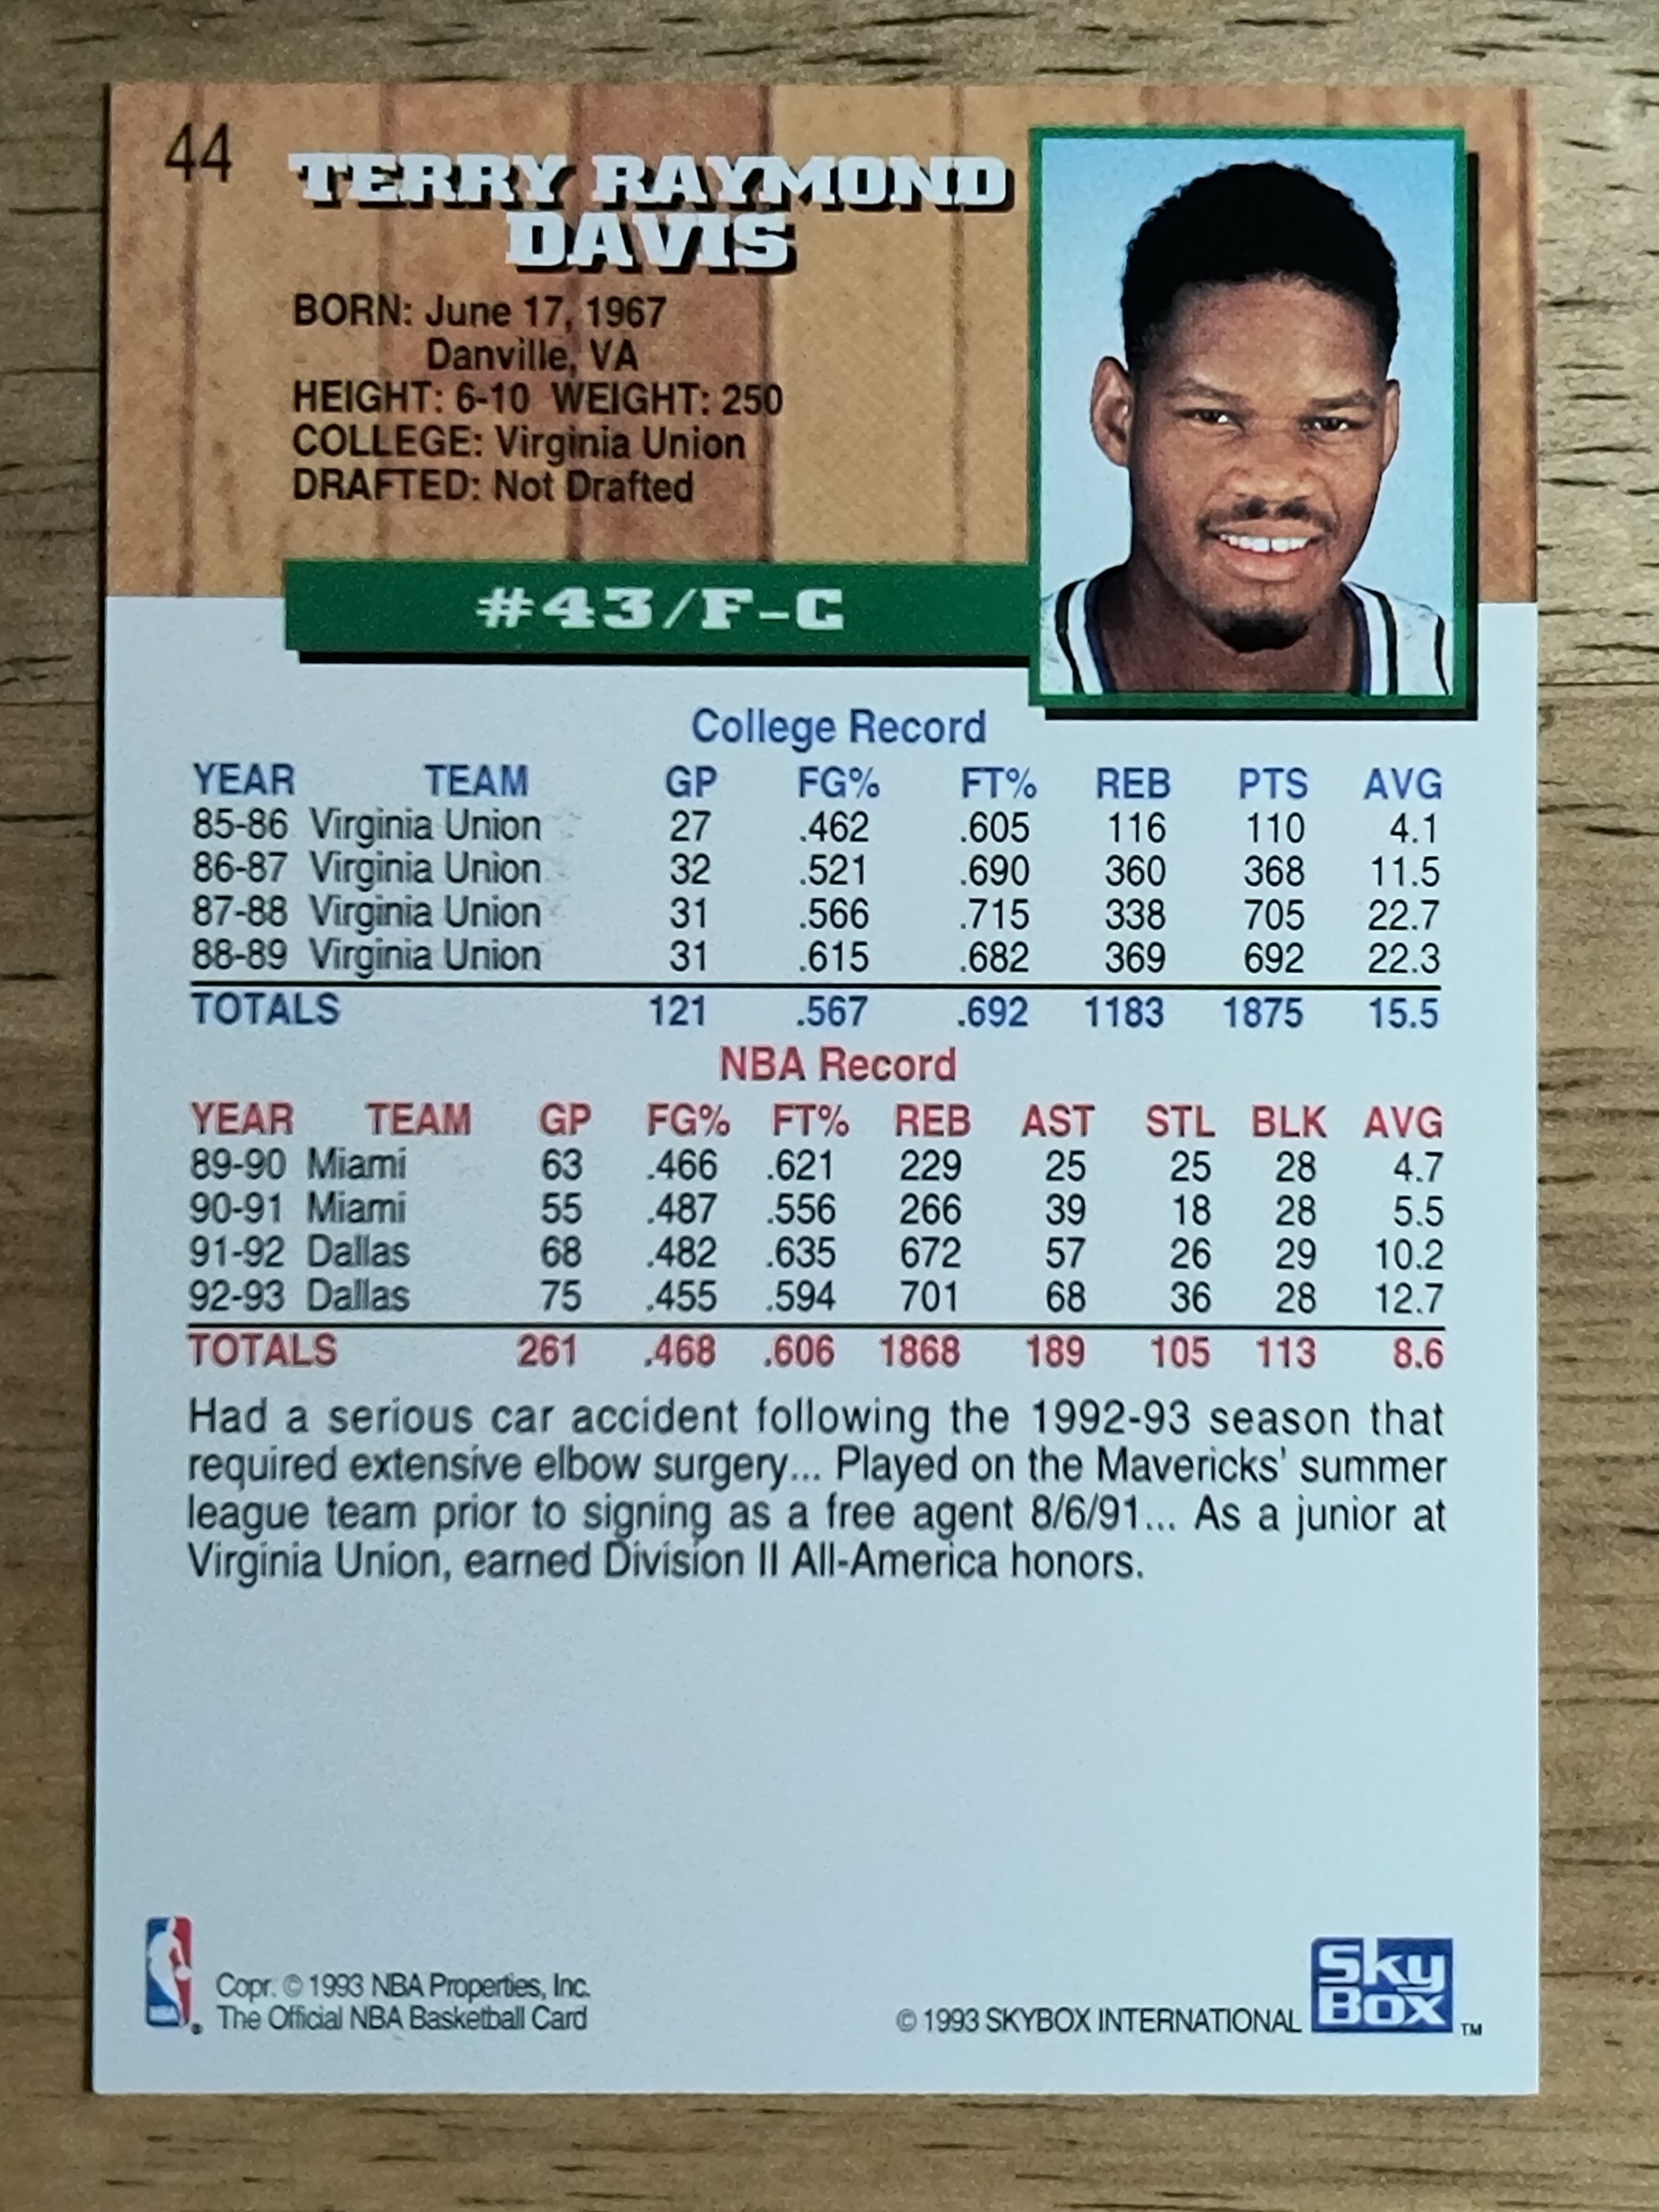 44
TERRY RAYMOND
DAVIS
BORN: June 17, 1967
Danville, VA
HEIGHT: 6-10 WEIGHT: 250
COLLEGE: Virginia Union
DRAFTED: Not Drafted
#43/F-C
College Record
YEAR TEAM GP FG% FT% REB PTS AVG
85-86 Virginia Union 27 .462 .605 116 110 4.1
86-87 Virginia Union 32 .521 .690 360 368 11.5
87-88 Virginia Union 31 .566 .715 338 705 22.7
88-89 Virginia Union 31 .615 .682 369 692 22.3
TOTALS 121 .567 .692 1183 1875 15.5
NBA Record
YEAR TEAM GP FG% FT% REB AST STL BLK AVG
89-90 Miami 63 .466 .621 229 25 25 28 4.7
90-91 Miami 55 .487 .556 266 39 18 28 5.5
91-92 Dallas 68 .482 .635 672 57 26 29 10.2
92-93 Dallas 75 .455 .594 701 68 36 28 12.7
TOTALS 261 .468 .606 1868 189 105 113 8.6
Had a serious car accident following the 1992-93 season that
required extensive elbow surgery... Played on the Mavericks' summer
league team prior to signing as a free agent 8/6/91... As a junior at
Virginia Union, earned Division II All-America honors.
NBA
Copr. © 1993 NBA Properties, Inc.
The Official NBA Basketball Card
© 1993 SKYBOX INTERNATIONAL
Sky
Box
TM